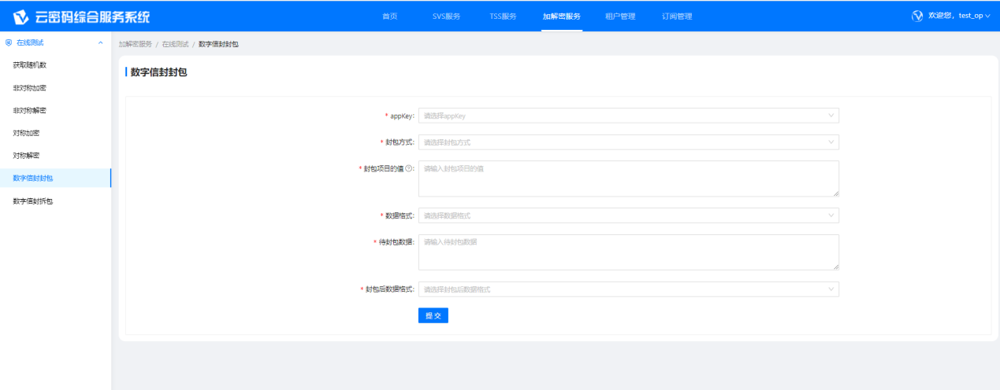 云密码综合服务系统
首页 SVS服务 TSS服务 加解密服务 租户管理 订阅管理
欢迎您，test_op
在线测试
获取随机数
非对称加密
非对称解密
对称加密
对称解密
数字信封封包
数字信封拆包
加解密服务 / 在线测试 / 数字信封封包
数字信封封包
* appKey: 请选择appKey
* 封包方式: 请选择封包方式
* 封包项目的值 : 请输入封包项目的值
* 数据格式: 请选择数据格式
* 待封包数据: 请输入待封包数据
* 封包后数据格式: 请选择封包后数据格式
提 交